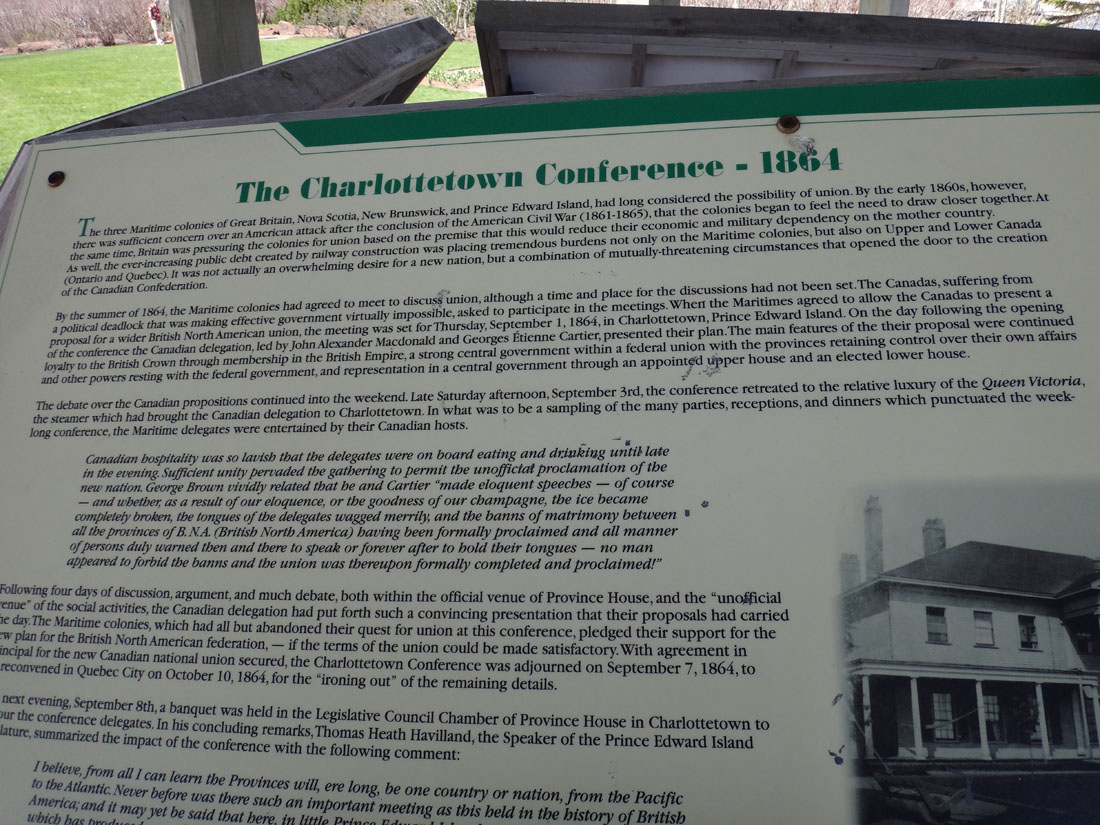 The Charlottetown Conference - 1864
The three Maritime colonies of Great Britain, Nova Scotia, New Brunswick, and Prince Edward Island, had long considered the possibility of union. By the early 1860s, however,
there was sufficient concern over an American attack after the conclusion of the American Civil War (1861-1865), that the colonies began to feel the need to draw closer together. At
the same time, Britain was pressuring the colonies for union based on the premise that this would reduce their economic and military dependency on the mother country.
As well, the ever-increasing public debt created by railway construction was placing tremendous burdens not only on the Maritime colonies, but also on Upper and Lower Canada
(Ontario and Quebec). It was not actually an overwhelming desire for a new nation, but a combination of mutually-threatening circumstances that opened the door to the creation
of the Canadian Confederation.
By the summer of 1864, the Maritime colonies had agreed to meet to discuss union, although a time and place for the discussions had not been set. The Canadas, suffering from
a political deadlock that was making effective government virtually impossible, asked to participate in the meetings. When the Maritimes agreed to allow the Canadas to present a
proposal for a wider British North American union, the meeting was set for Thursday, September 1, 1864, in Charlottetown, Prince Edward Island. On the day following the opening
of the conference the Canadian delegation, led by John Alexander Macdonald and Georges Étienne Cartier, presented their plan. The main features of the their proposal were continued
loyalty to the British Crown through membership in the British Empire, a strong central government within a federal union with the provinces retaining control over their own affairs
and other powers resting with the federal government, and representation in a central government through an appointed upper house and an elected lower house.
The debate over the Canadian propositions continued into the weekend. Late Saturday afternoon, September 3rd, the conference retreated to the relative luxury of the Queen Victoria,
the steamer which had brought the Canadian delegation to Charlottetown. In what was to be a sampling of the many parties, receptions, and dinners which punctuated the week-
long conference, the Maritime delegates were entertained by their Canadian hosts.
Canadian hospitality was so lavish that the delegates were on board eating and drinking until late
in the evening. Sufficient unity pervaded the gathering to permit the unofficial proclamation of the
new nation. George Brown vividly related that he and Cartier “made eloquent speeches — of course
— and whether, as a result of our eloquence, or the goodness of our champagne, the ice became
completely broken, the tongues of the delegates wagged merrily, and the banns of matrimony between
all the provinces of B.N.A. (British North America) having been formally proclaimed and all manner
of persons duly warned then and there to speak or forever after to hold their tongues — no man
appeared to forbid the banns and the union was thereupon formally completed and proclaimed!”
Following four days of discussion, argument, and much debate, both within the official venue of Province House, and the “unofficial
venue” of the social activities, the Canadian delegation had put forth such a convincing presentation that their proposals had carried
the day. The Maritime colonies, which had all but abandoned their quest for union at this conference, pledged their support for the
ew plan for the British North American federation, — if the terms of the union could be made satisfactory. With agreement in
incipal for the new Canadian national union secured, the Charlottetown Conference was adjourned on September 7, 1864, to
reconvened in Quebec City on October 10, 1864, for the “ironing out” of the remaining details.
next evening, September 8th, a banquet was held in the Legislative Council Chamber of Province House in Charlottetown to
our the conference delegates. In his concluding remarks, Thomas Heath Havilland, the Speaker of the Prince Edward Island
lature, summarized the impact of the conference with the following comment:
I believe, from all I can learn the Provinces will, ere long, be one country or nation, from the Pacific
to the Atlantic. Never before was there such an important meeting as this held in the history of British
America; and it may yet be said that here, in little Prince Edward
which has